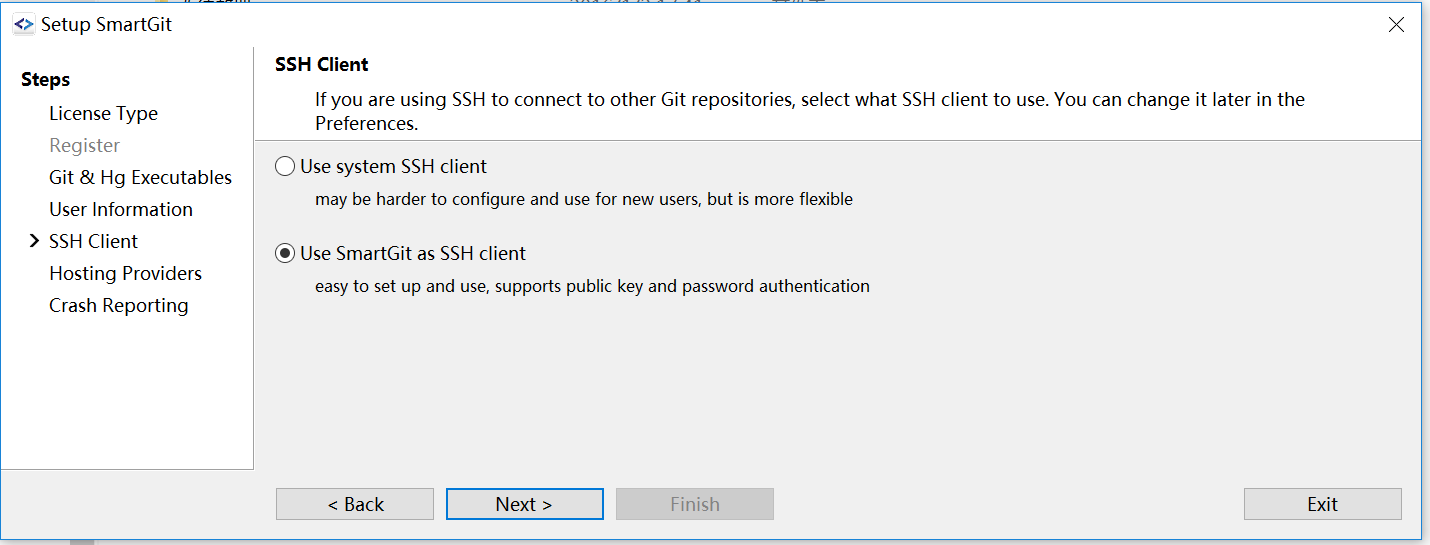 Setup SmartGit
Steps
License Type
Register
Git & Hg Executables
User Information
SSH Client
Hosting Providers
Crash Reporting
SSH Client
If you are using SSH to connect to other Git repositories, select what SSH client to use. You can change it later in the
Preferences.
Use system SSH client
may be harder to configure and use for new users, but is more flexible
Use SmartGit as SSH client
easy to set up and use, supports public key and password authentication
< Back
Next >
Finish
Exit